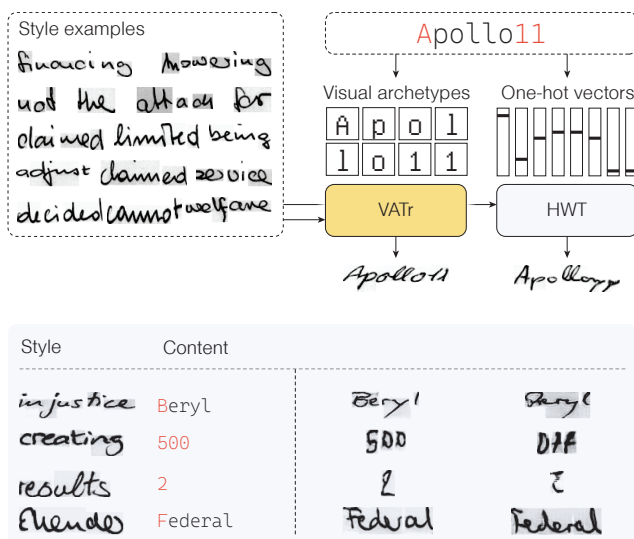 Style examples
financing answering
not the attack for
claimed limited being
adjust claimed service
decided cannot welfare
Apollo11
Visual archetypes
One-hot vectors
A p o l
l o 1 1
VATr
HWT
Apollo11
Style Content
injustice Beryl Beryl
creating 500 500
results 2 2
Federal Federal Federal